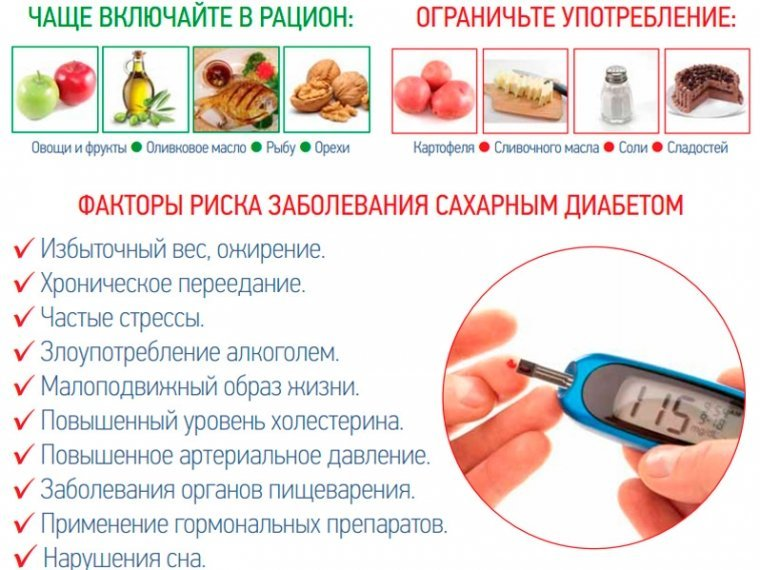 ЧАЩЕ ВКЛЮЧАЙТЕ В РАЦИОН:
Овощи и фрукты ● Оливковое масло ● Рыбу ● Орехи
ОГРАНИЧЬТЕ УПОТРЕБЛЕНИЕ:
Картофеля ● Сливочного масла ● Соли ● Сладостей
ФАКТОРЫ РИСКА ЗАБОЛЕВАНИЯ САХАРНЫМ ДИАБЕТОМ
✓ Избыточный вес, ожирение.
✓ Хроническое переедание.
✓ Частые стрессы.
✓ Злоупотребление алкоголем.
✓ Малоподвижный образ жизни.
✓ Повышенный уровень холестерина.
✓ Повышенное артериальное давление.
✓ Заболевания органов пищеварения.
✓ Применение гормональных препаратов.
✓ Нарушения сна.
115
9-18